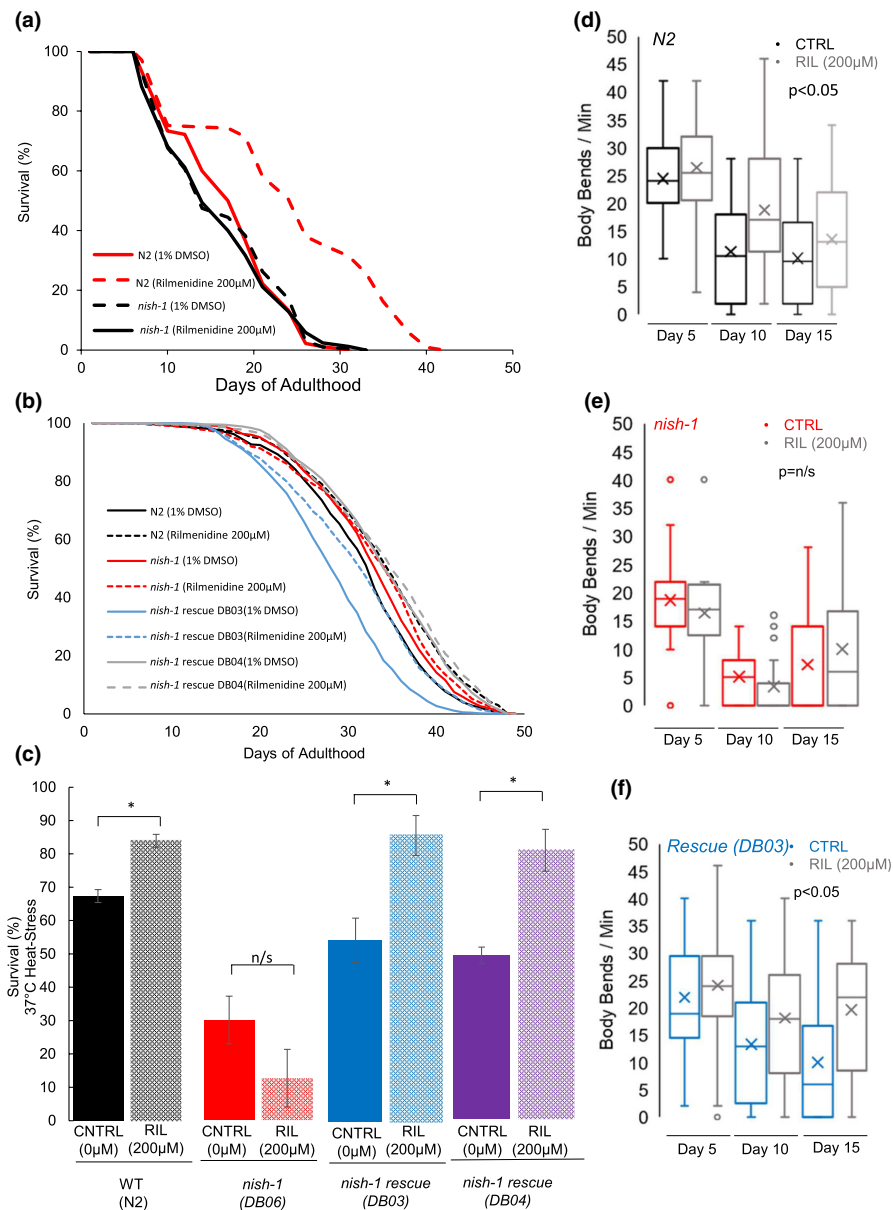 (a)
100
80
60
40
20
0
Survival (%)
N2 (1% DMSO)
N2 (Rilmenidine 200µM)
nish-1 (1% DMSO)
nish-1 (Rilmenidine 200µM)
0 10 20 30 40 50
Days of Adulthood
(b)
100
80
60
40
20
0
Survival (%)
N2 (1% DMSO)
N2 (Rilmenidine 200µM)
nish-1 (1% DMSO)
nish-1 (Rilmenidine 200µM)
nish-1 rescue DB03(1% DMSO)
nish-1 rescue DB03(Rilmenidine 200µM)
nish-1 rescue DB04(1% DMSO)
nish-1 rescue DB04(Rilmenidine 200µM)
0 10 20 30 40 50
Days of Adulthood
(c)
100
90
80
70
60
50
40
30
20
10
0
Survival (%)
37°C Heat-Stress
*
n/s
*
*
CNTRL RIL CNTRL RIL CNTRL RIL CNTRL RIL
(0µM) (200µM) (0µM) (200µM) (0µM) (200µM) (0µM) (200µM)
WT nish-1 nish-1 rescue nish-1 rescue
(N2) (DB06) (DB03) (DB04)
(d)
50
45
40
35
30
25
20
15
10
5
0
Body Bends / Min
N2
CTRL
RIL (200µM)
p<0.05
Day 5 Day 10 Day 15
(e)
50
45
40
35
30
25
20
15
10
5
0
Body Bends / Min
nish-1
CTRL
RIL (200µM)
p=n/s
Day 5 Day 10 Day 15
(f)
50
45
40
35
30
25
20
15
10
5
0
Body Bends / Min
Rescue (DB03)
CTRL
RIL (200µM)
p<0.05
Day 5 Day 10 Day 15